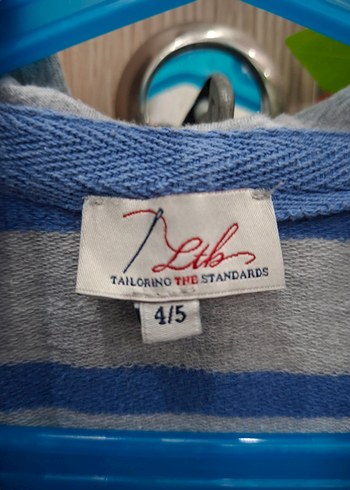 Ltb
TAILORING THE STANDARDS
4/5